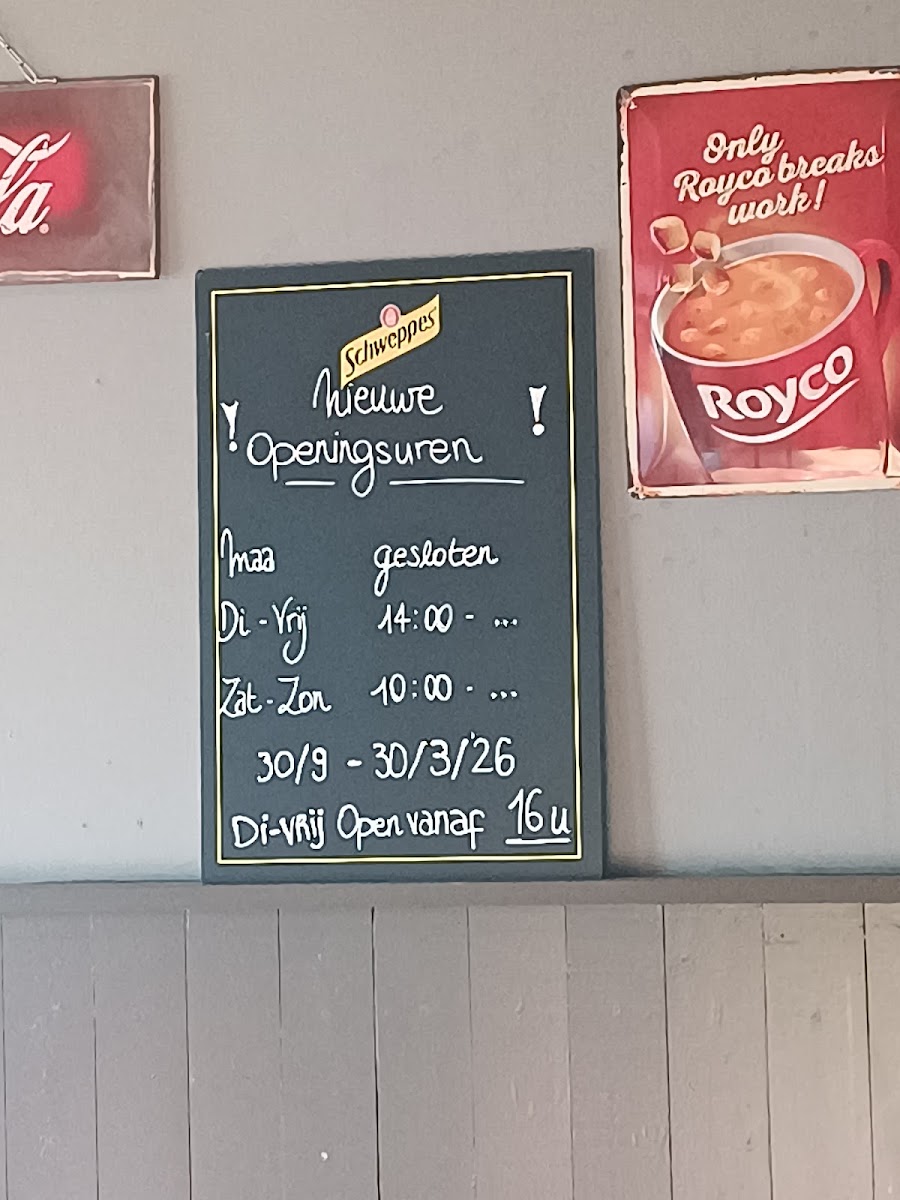 la
Only
Royco breaks
work!
Royco
Schweppes
! Nieuwe !
Openingsuren
Maa gesloten
Di - Vrij 14:00 - ...
Zat - Zon 10:00 - ...
30/9 - 30/3/'26
Di-vrij Open vanaf 16u